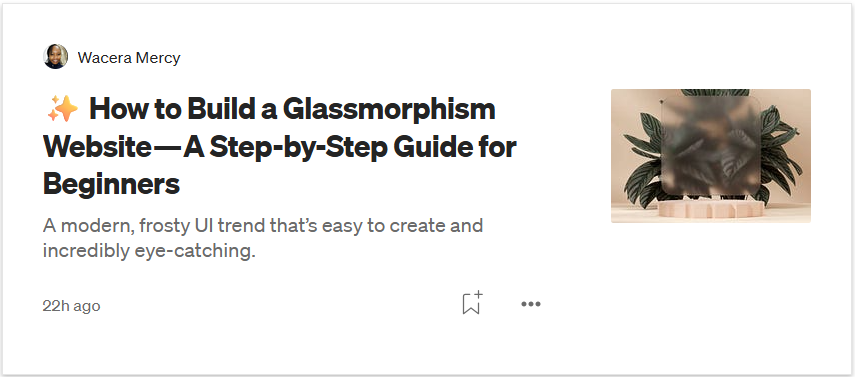 Wacera Mercy
✨ How to Build a Glassmorphism
Website—A Step-by-Step Guide for
Beginners
A modern, frosty UI trend that’s easy to create and
incredibly eye-catching.
22h ago